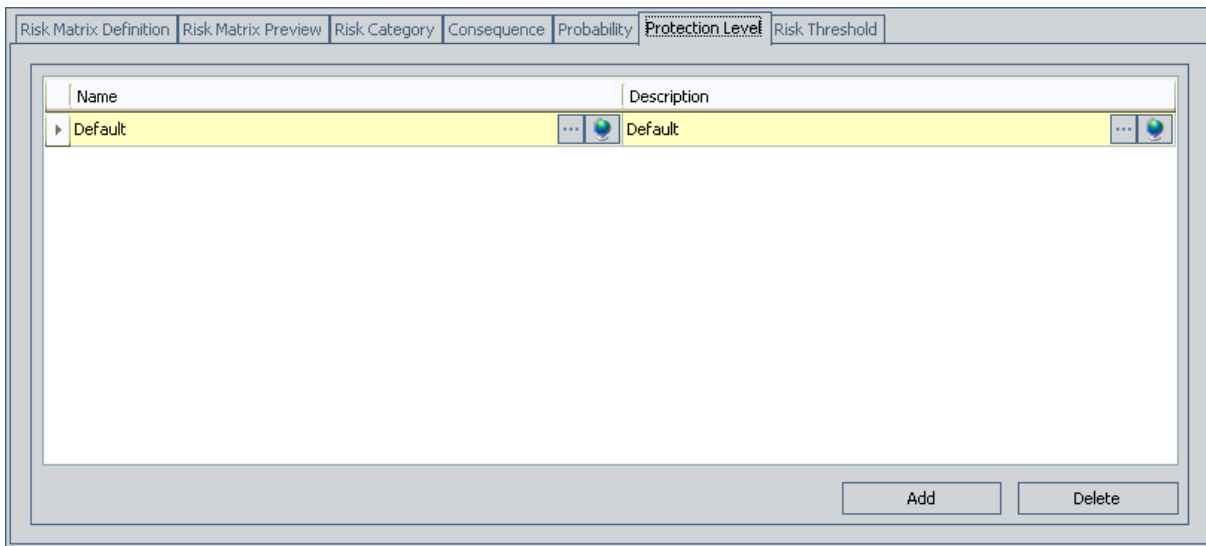 Risk Matrix Definition Risk Matrix Preview Risk Category Consequence Probability Protection Level Risk Threshold
Name Description
Default Default
Add Delete